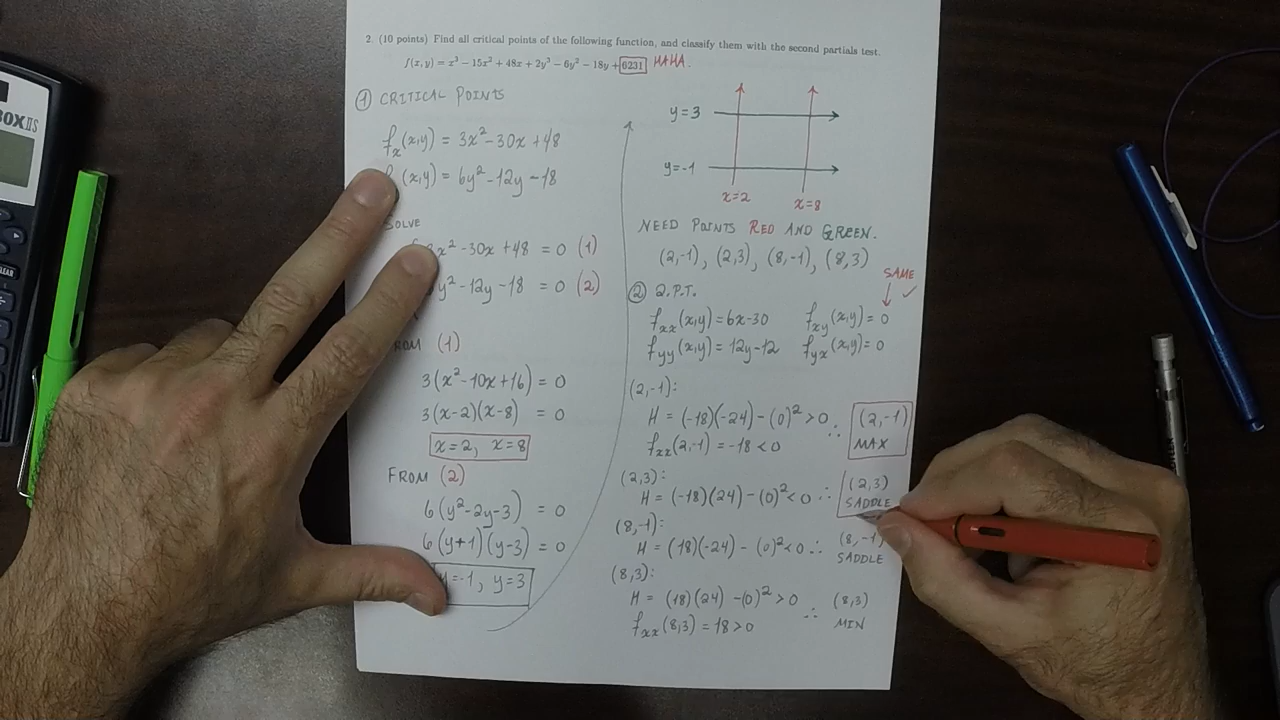 2. (10 points) Find all critical points of the following function, and classify them with the second partials test.
f(x, y) = x³ − 15x² + 48x + 2y³ − 6y² − 18y + 6231 HAHA.
① CRITICAL POINTS
fₓ(x,y) = 3x² - 30x + 48
(x,y) = 6y² - 12y - 18
SOLVE
x² - 30x + 48 = 0 (1)
y² - 12y - 18 = 0 (2)
(1)
3(x² - 10x + 16) = 0
3(x-2)(x-8) = 0
x = 2, x = 8
FROM (2)
6(y² - 2y - 3) = 0
6(y+1)(y-3) = 0
y = -1, y = 3
y = 3
y = -1
x = 2
x = 8
NEED POINTS RED AND GREEN.
(2,-1), (2,3), (8,-1), (8,3)
SAME
② 2.P.T. ✓
fxx(x,y) = 6x-30 fxy(x,y) = 0
fyy(x,y) = 12y-12 fyx(x,y) = 0
(2,-1):
H = (-18)(-24) - (0)² > 0 ∴ (2,-1)
fxx(2,-1) = -18 < 0 MAX
(2,3): (2,3)
H = (-18)(24) - (0)² < 0 ∴ SADDLE
(8,-1):
H = (18)(-24) - (0)² < 0 ∴ (8,-1)
SADDLE
(8,3):
H = (18)(24) - (0)² > 0 ∴ (8,3)
fxx(8,3) = 18 > 0 MIN
CLEAR